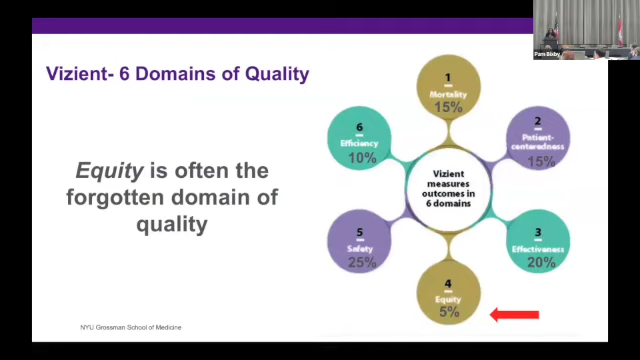 Vizient- 6 Domains of Quality
Equity is often the
forgotten domain of
quality
1
Mortality
15%
2
Patient-
centeredness
15%
3
Effectiveness
20%
4
Equity
5%
5
Safety
25%
6
Efficiency
10%
Vizient
measures
outcomes in
6 domains
NYU Grossman School of Medicine
Pam Bixby